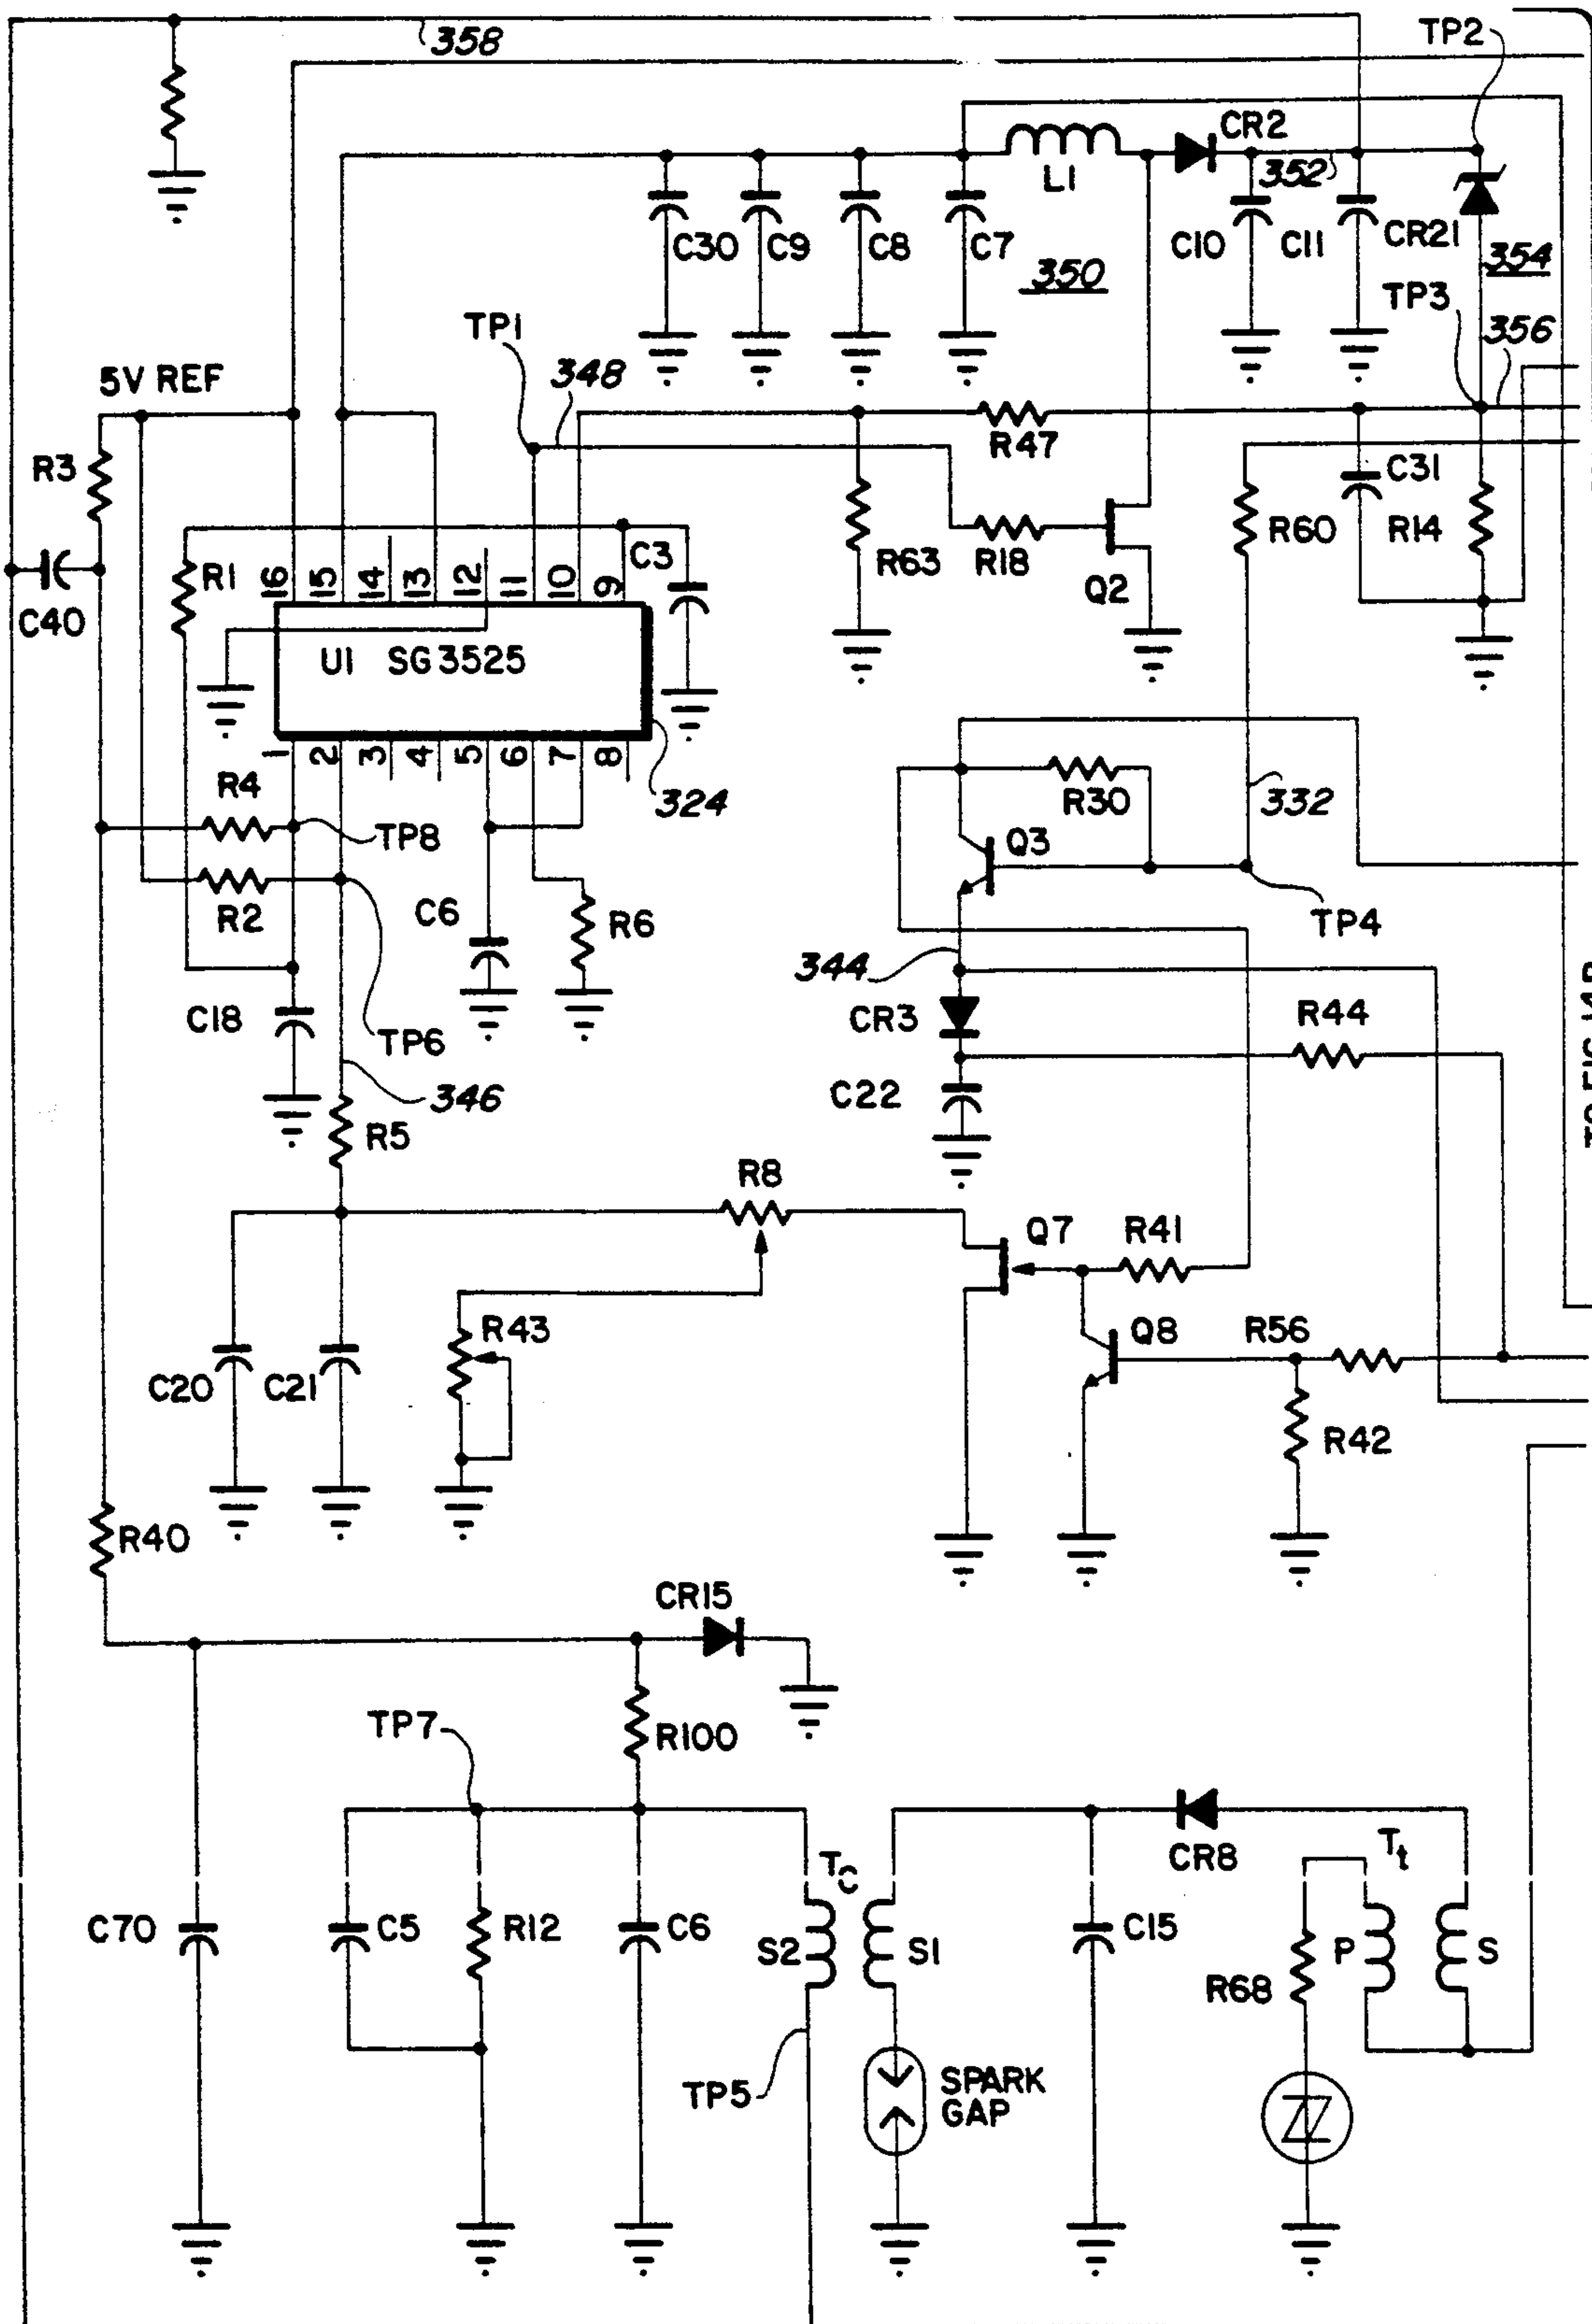 358
TP2
CR2
L1
352
C30
C9
C8
C7
350
C10
C11
CR21
354
TP3
356
TP1
348
5V REF
R3
R47
C31
R1
R63
R18
R60
R14
C3
C40
Q2
16
15
14
13
12
11
10
9
U1 SG3525
1
2
3
4
5
6
7
8
324
R4
TP8
R30
332
Q3
R2
C6
R6
TP4
344
C18
TP6
CR3
R44
346
C22
R5
R8
Q7
R41
R43
Q8
R56
C20
C21
R42
R40
CR15
TP7
R100
CR8
Tc
Tt
C70
C5
R12
C6
S2
S1
C15
P
S
R68
TP5
SPARK
GAP